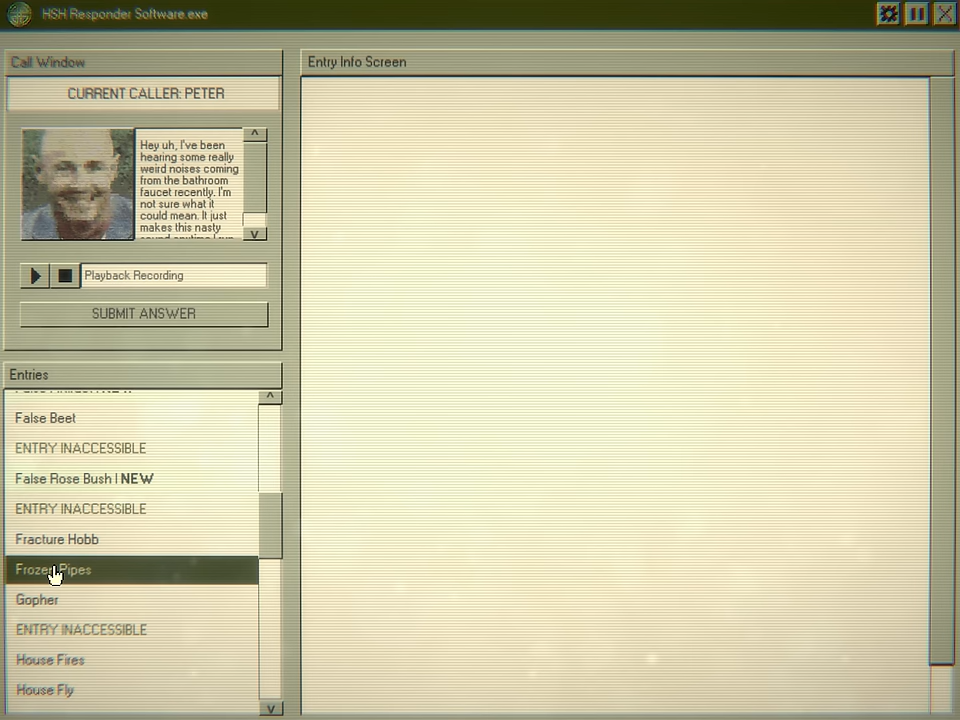 HSH Responder Software.exe
Call Window
Entry Info Screen
CURRENT CALLER: PETER
Hey uh, I've been
hearing some really
weird noises coming
from the bathroom
faucet recently. I'm
not sure what it
could mean. It just
makes this nasty
Playback Recording
SUBMIT ANSWER
Entries
False Beet
ENTRY INACCESSIBLE
False Rose Bush | NEW
ENTRY INACCESSIBLE
Fracture Hobb
Frozen Pipes
Gopher
ENTRY INACCESSIBLE
House Fires
House Fly